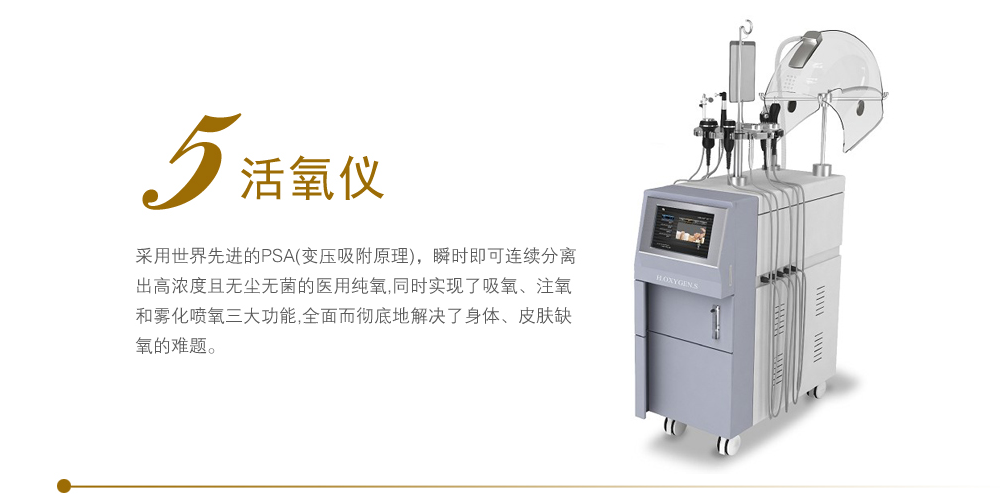 5 活氧仪
采用世界先进的PSA(变压吸附原理)，瞬时即可连续分离
出高浓度且无尘无菌的医用纯氧,同时实现了吸氧、注氧
和雾化喷氧三大功能,全面而彻底地解决了身体、皮肤缺
氧的难题。